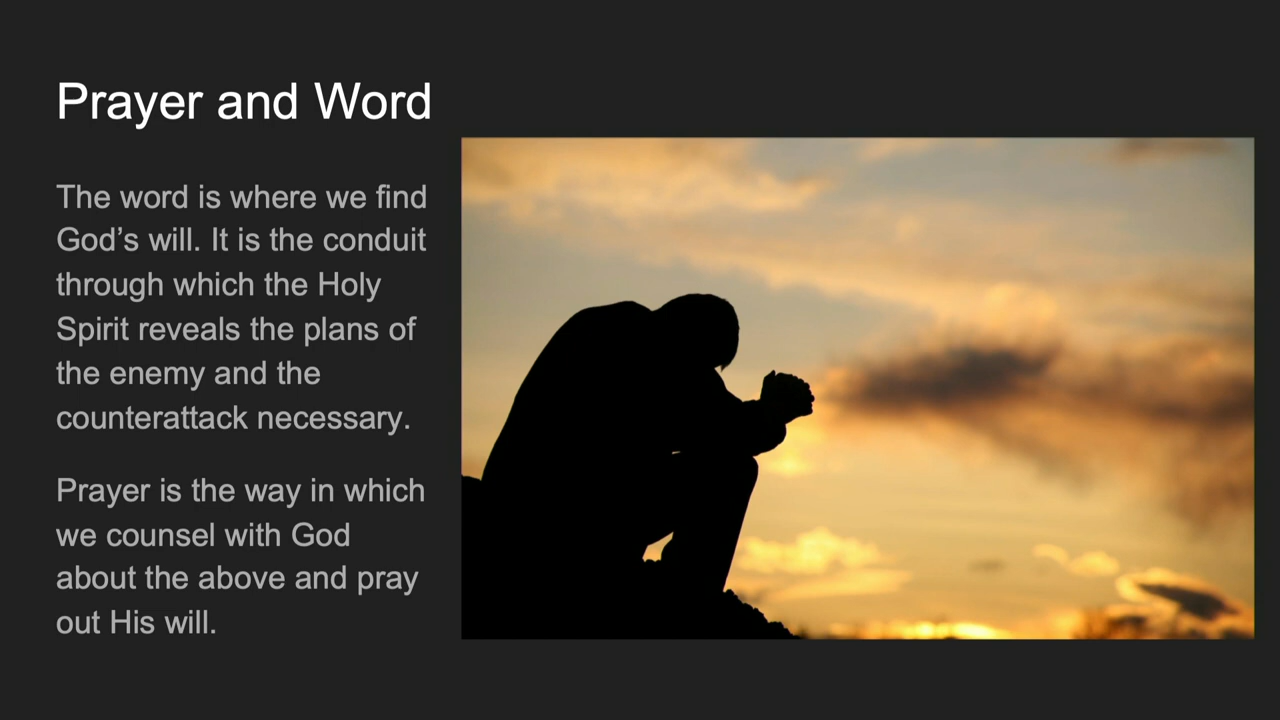 Prayer and Word
The word is where we find
God’s will. It is the conduit
through which the Holy
Spirit reveals the plans of
the enemy and the
counterattack necessary.
Prayer is the way in which
we counsel with God
about the above and pray
out His will.